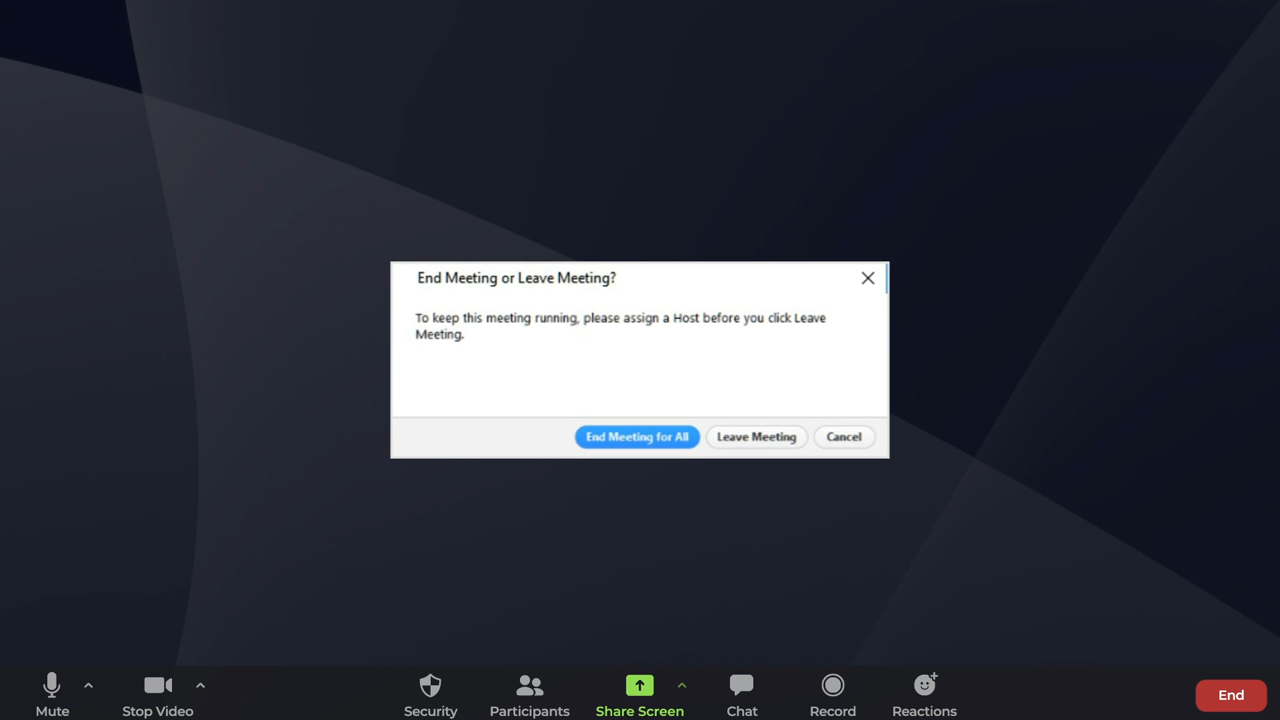 End Meeting or Leave Meeting?
To keep this meeting running, please assign a Host before you click Leave
Meeting.
End Meeting for All Leave Meeting Cancel
Mute Stop Video Security Participants Share Screen Chat Record Reactions End